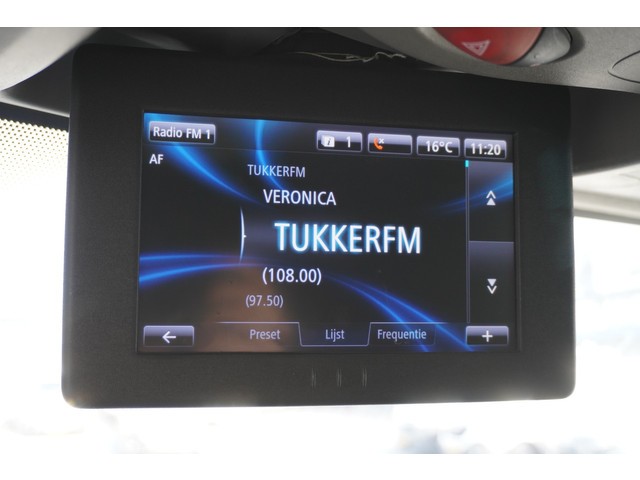 Radio FM 1
i 1
16°C
11:20
AF
TUKKERFM
VERONICA
TUKKERFM
(108.00)
(97.50)
Preset
Lijst
Frequentie
+